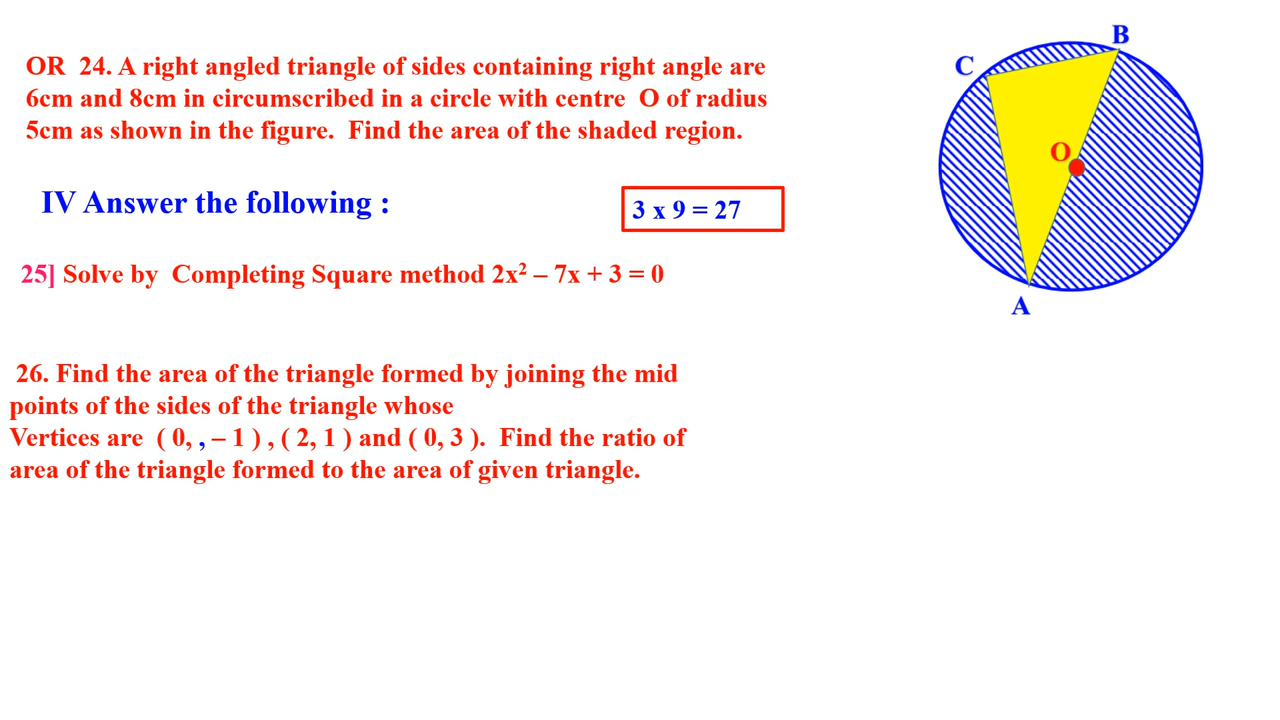 OR 24. A right angled triangle of sides containing right angle are
6cm and 8cm in circumscribed in a circle with centre O of radius
5cm as shown in the figure. Find the area of the shaded region.
B
C
O
A
IV Answer the following :
3 x 9 = 27
25] Solve by Completing Square method 2x² – 7x + 3 = 0
26. Find the area of the triangle formed by joining the mid
points of the sides of the triangle whose
Vertices are ( 0, , – 1 ) , ( 2, 1 ) and ( 0, 3 ). Find the ratio of
area of the triangle formed to the area of given triangle.